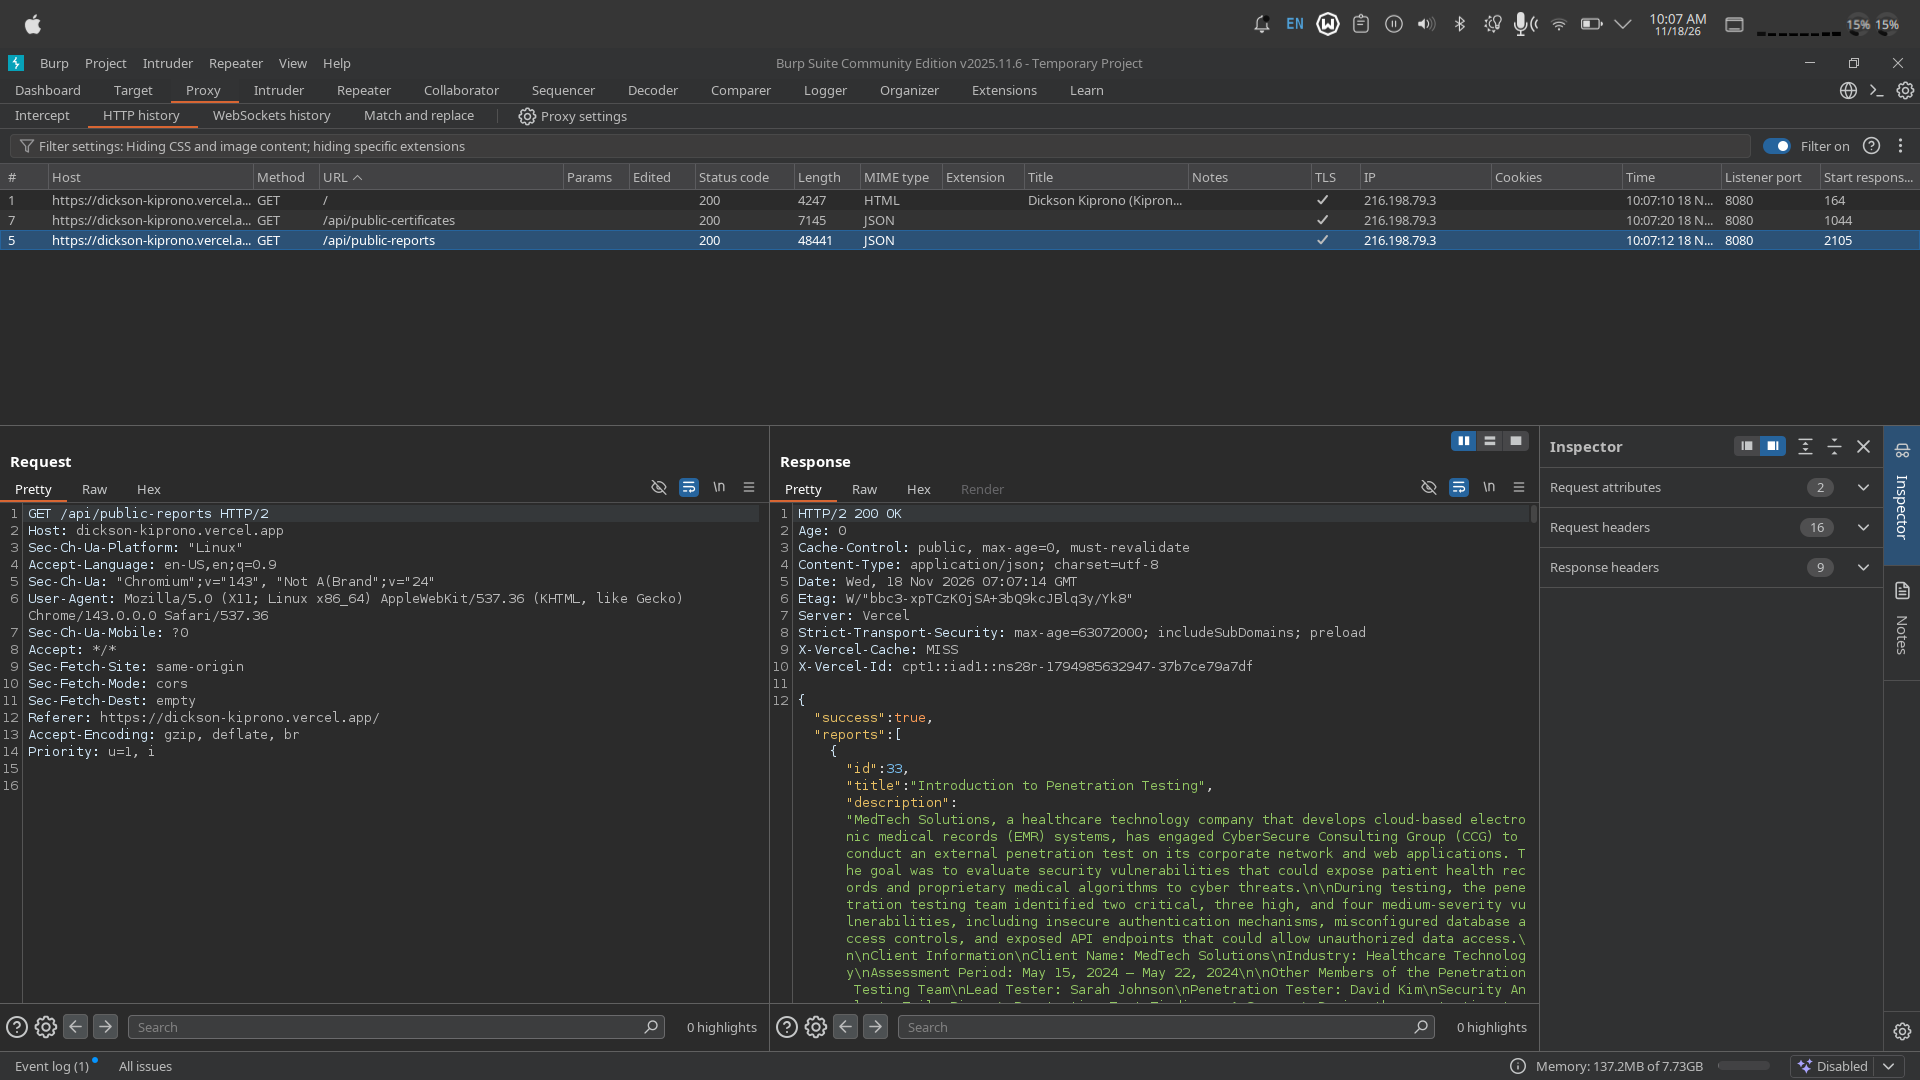 EN
10:07 AM
11/18/26
15%
15%
Burp Project Intruder Repeater View Help
Burp Suite Community Edition v2025.11.6 - Temporary Project
Dashboard Target Proxy Intruder Repeater Collaborator Sequencer Decoder Comparer Logger Organizer Extensions Learn
Intercept HTTP history WebSockets history Match and replace Proxy settings
Filter settings: Hiding CSS and image content; hiding specific extensions
Filter on
# Host Method URL Params Edited Status code Length MIME type Extension Title Notes TLS IP Cookies Time Listener port Start respons...
1 https://dickson-kiprono.vercel.a... GET / 200 4247 HTML Dickson Kiprono (Kipron... 216.198.79.3 10:07:10 18 N... 8080 164
7 https://dickson-kiprono.vercel.a... GET /api/public-certificates 200 7145 JSON 216.198.79.3 10:07:20 18 N... 8080 1044
5 https://dickson-kiprono.vercel.a... GET /api/public-reports 200 48441 JSON 216.198.79.3 10:07:12 18 N... 8080 2105
Request
Pretty Raw Hex \n
1 GET /api/public-reports HTTP/2
2 Host: dickson-kiprono.vercel.app
3 Sec-Ch-Ua-Platform: "Linux"
4 Accept-Language: en-US,en;q=0.9
5 Sec-Ch-Ua: "Chromium";v="143", "Not A(Brand";v="24"
6 User-Agent: Mozilla/5.0 (X11; Linux x86_64) AppleWebKit/537.36 (KHTML, like Gecko)
Chrome/143.0.0.0 Safari/537.36
7 Sec-Ch-Ua-Mobile: ?0
8 Accept: */*
9 Sec-Fetch-Site: same-origin
10 Sec-Fetch-Mode: cors
11 Sec-Fetch-Dest: empty
12 Referer: https://dickson-kiprono.vercel.app/
13 Accept-Encoding: gzip, deflate, br
14 Priority: u=1, i
15
16
Search
0 highlights
Response
Pretty Raw Hex Render \n
1 HTTP/2 200 OK
2 Age: 0
3 Cache-Control: public, max-age=0, must-revalidate
4 Content-Type: application/json; charset=utf-8
5 Date: Wed, 18 Nov 2026 07:07:14 GMT
6 Etag: W/"bbc3-xpTCzK0jSA+3bQ9kcJBlq3y/Yk8"
7 Server: Vercel
8 Strict-Transport-Security: max-age=63072000; includeSubDomains; preload
9 X-Vercel-Cache: MISS
10 X-Vercel-Id: cpt1::iad1::ns28r-1794985632947-37b7ce79a7df
11
12 {
"success":true,
"reports":[
{
"id":33,
"title":"Introduction to Penetration Testing",
"description":
"MedTech Solutions, a healthcare technology company that develops cloud-based electro
nic medical records (EMR) systems, has engaged CyberSecure Consulting Group (CCG) to
conduct an external penetration test on its corporate network and web applications. T
he goal was to evaluate security vulnerabilities that could expose patient health rec
ords and proprietary medical algorithms to cyber threats.\n\nDuring testing, the pene
tration testing team identified two critical, three high, and four medium-severity vu
lnerabilities, including insecure authentication mechanisms, misconfigured database a
ccess controls, and exposed API endpoints that could allow unauthorized data access.\
n\nClient Information\nClient Name: MedTech Solutions\nIndustry: Healthcare Technolog
y\nAssessment Period: May 15, 2024 – May 22, 2024\n\nOther Members of the Penetration
Testing Team\nLead Tester: Sarah Johnson\nPenetration Tester: David Kim\nSecurity An
Search
0 highlights
Inspector
Request attributes 2
Request headers 16
Response headers 9
Inspector
Notes
Event log (1) All issues
Memory: 137.2MB of 7.73GB
Disabled